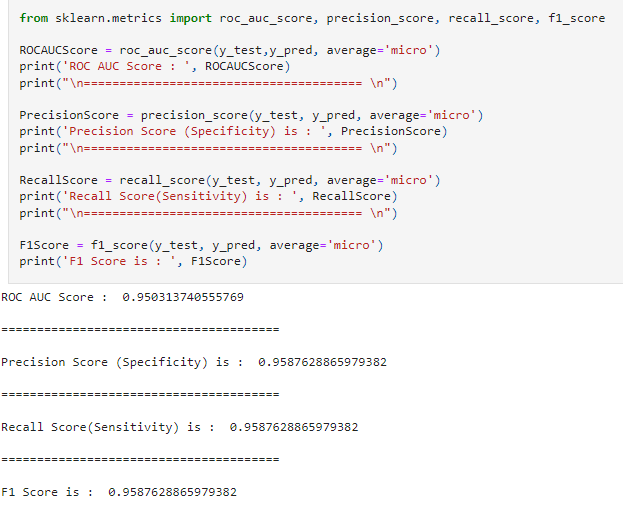 from sklearn.metrics import roc_auc_score, precision_score, recall_score, f1_score
ROCAUCScore = roc_auc_score(y_test,y_pred, average='micro')
print('ROC AUC Score : ', ROCAUCScore)
print("\n======================================= \n")
PrecisionScore = precision_score(y_test, y_pred, average='micro')
print('Precision Score (Specificity) is : ', PrecisionScore)
print("\n======================================= \n")
RecallScore = recall_score(y_test, y_pred, average='micro')
print('Recall Score(Sensitivity) is : ', RecallScore)
print("\n======================================= \n")
F1Score = f1_score(y_test, y_pred, average='micro')
print('F1 Score is : ', F1Score)
ROC AUC Score :  0.950313740555769
=======================================
Precision Score (Specificity) is :  0.9587628865979382
=======================================
Recall Score(Sensitivity) is :  0.9587628865979382
=======================================
F1 Score is :  0.9587628865979382